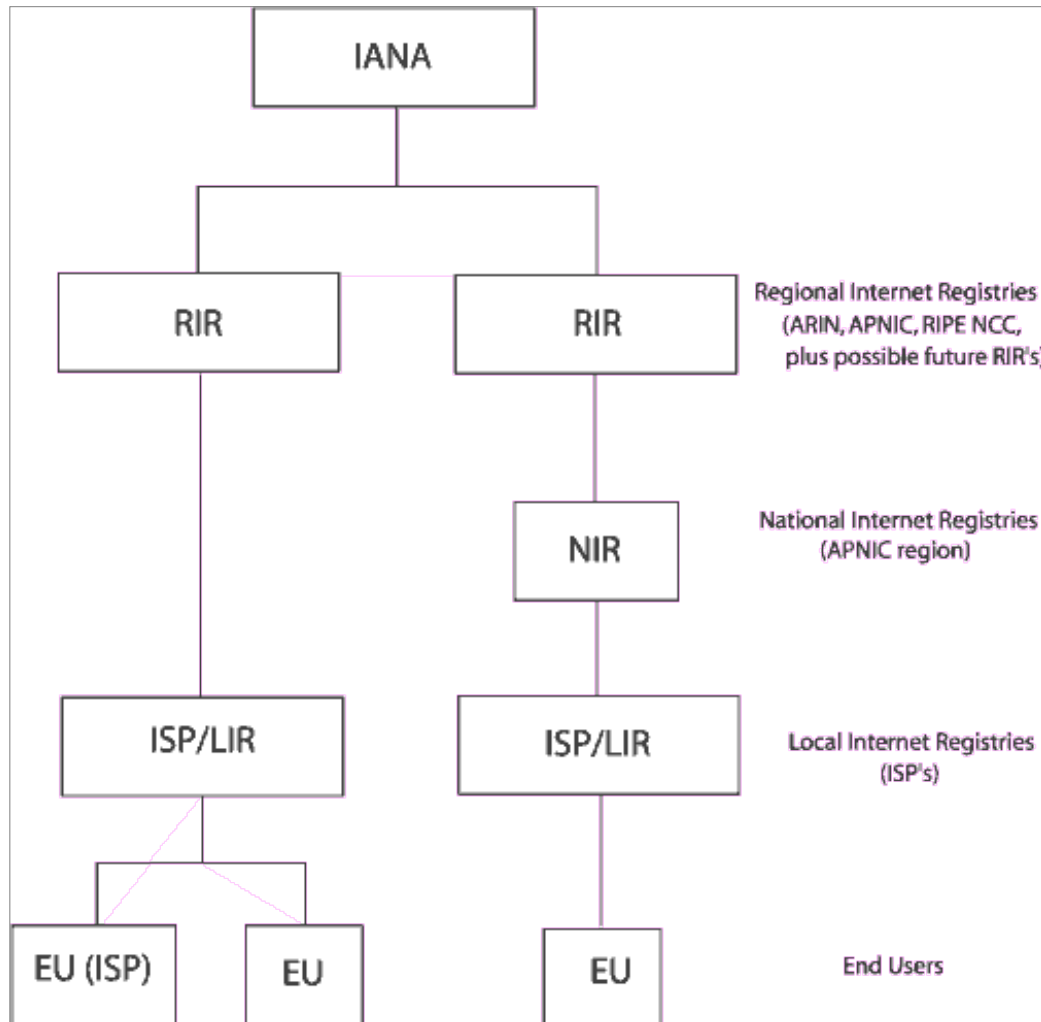 IANA
RIR
RIR
Regional Internet Registries
(ARIN, APNIC, RIPE NCC,
plus possible future RIR's)
NIR
National Internet Registries
(APNIC region)
ISP/LIR
ISP/LIR
Local Internet Registries
(ISP's)
EU (ISP)
EU
EU
End Users